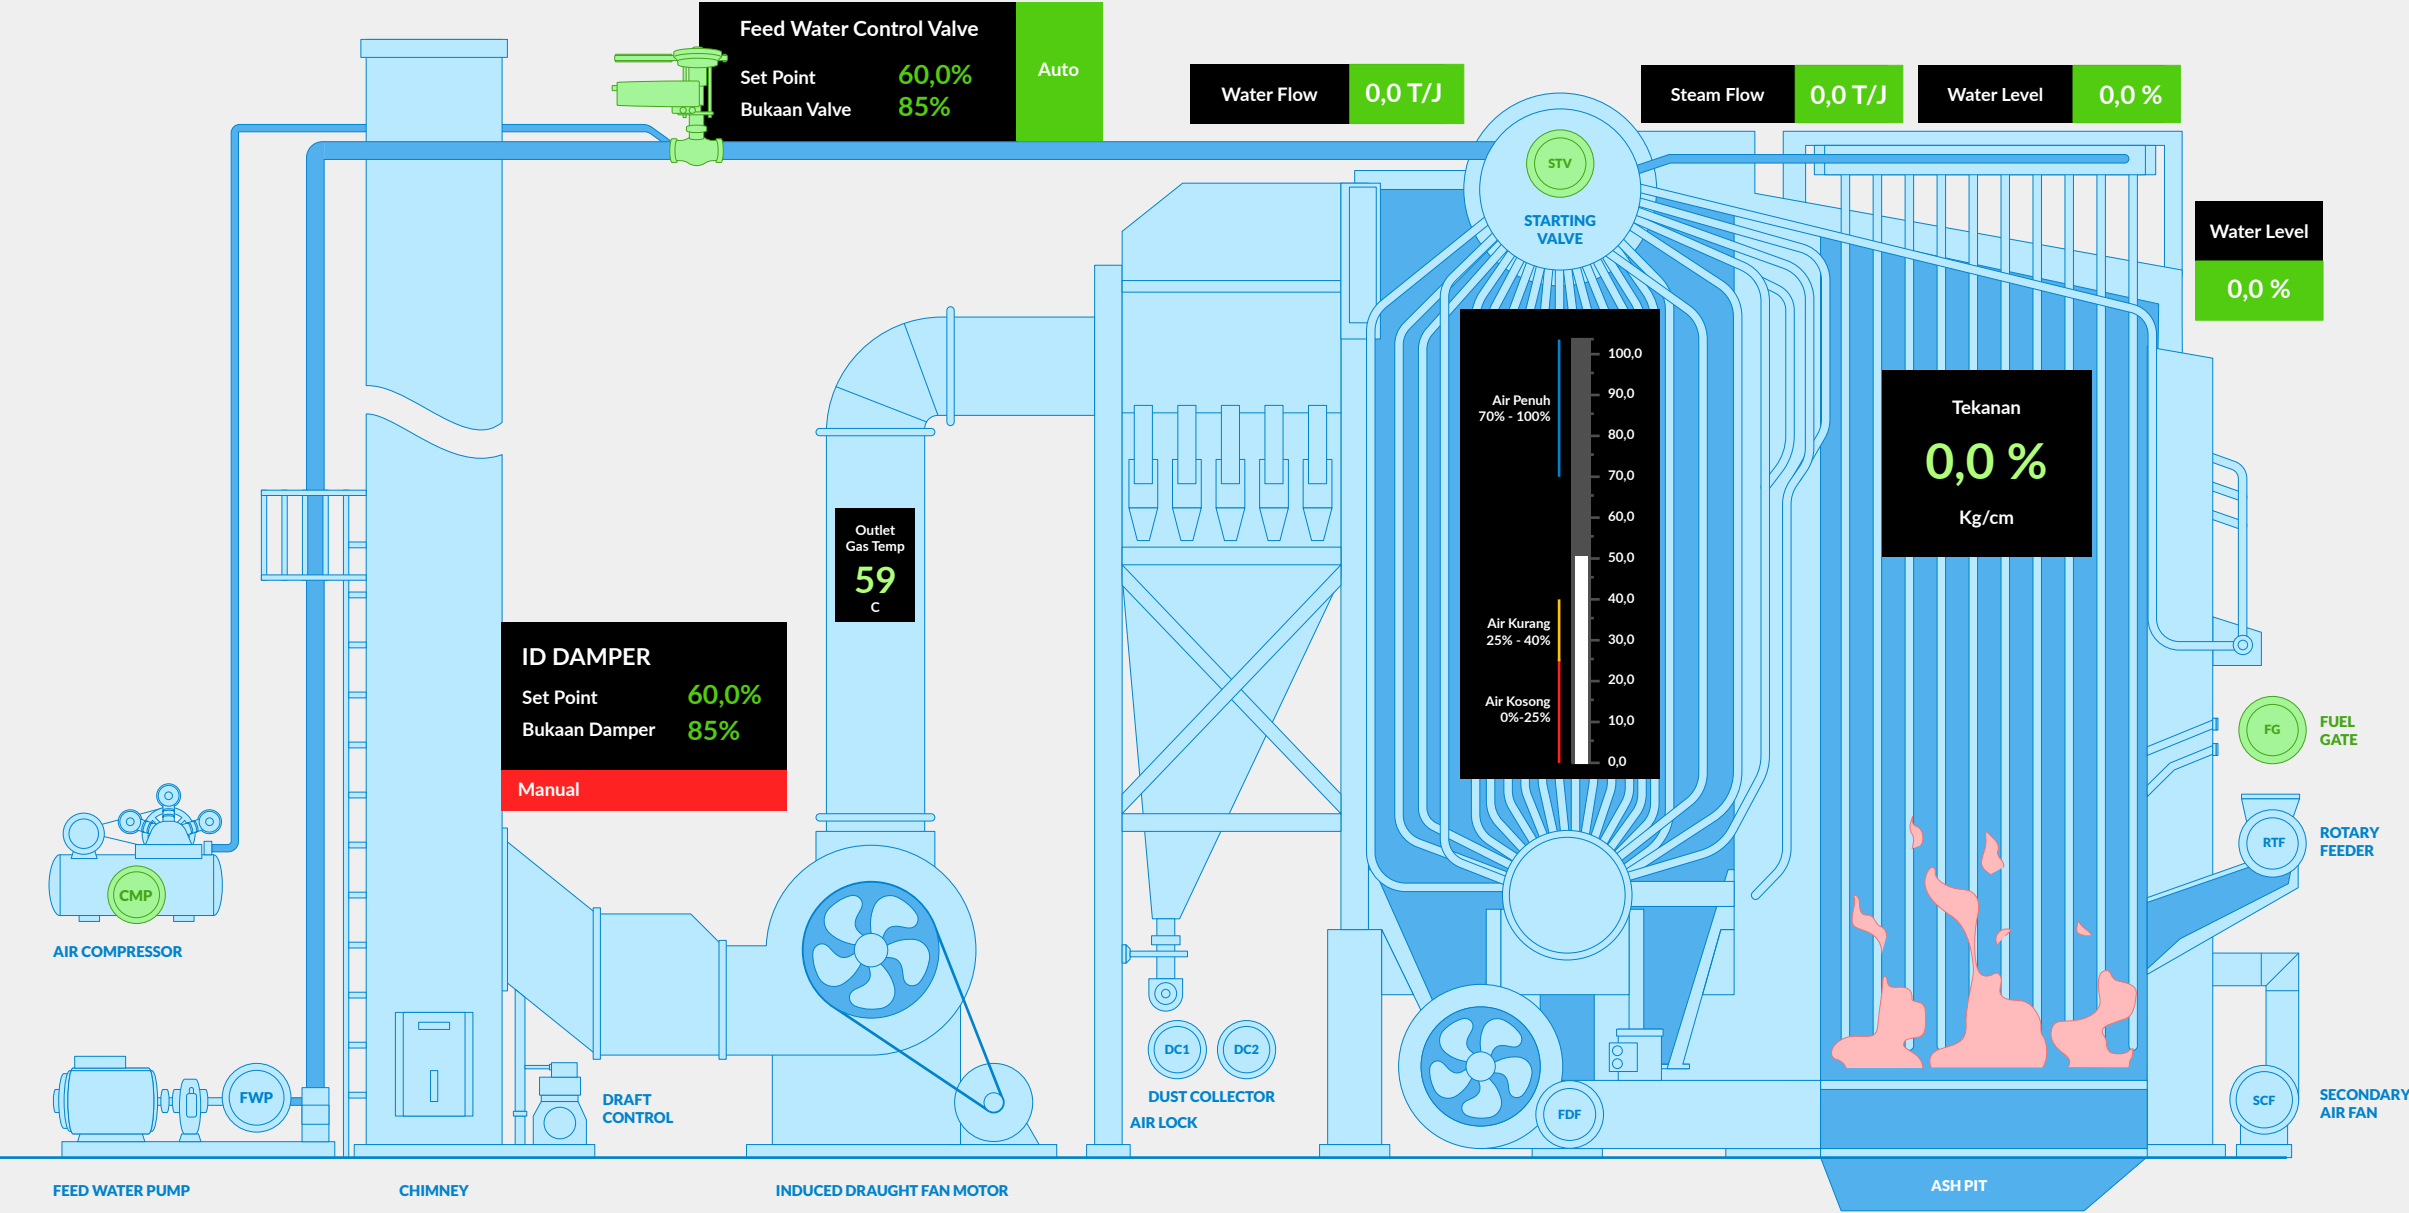 Feed Water Control Valve
Set Point 60,0%
Bukaan Valve 85%
Auto
Water Flow 0,0 T/J
Steam Flow 0,0 T/J
Water Level 0,0 %
STV
STARTING
VALVE
Water Level
0,0 %
100,0
90,0
80,0
70,0
60,0
50,0
40,0
30,0
20,0
10,0
0,0
Air Penuh
70% - 100%
Air Kurang
25% - 40%
Air Kosong
0%-25%
Tekanan
0,0 %
Kg/cm
Outlet
Gas Temp
59
C
ID DAMPER
Set Point 60,0%
Bukaan Damper 85%
Manual
FG
FUEL
GATE
RTF
ROTARY
FEEDER
CMP
AIR COMPRESSOR
DC1
DC2
DUST COLLECTOR
AIR LOCK
FWP
DRAFT
CONTROL
FDF
SCF
SECONDARY
AIR FAN
FEED WATER PUMP
CHIMNEY
INDUCED DRAUGHT FAN MOTOR
ASH PIT